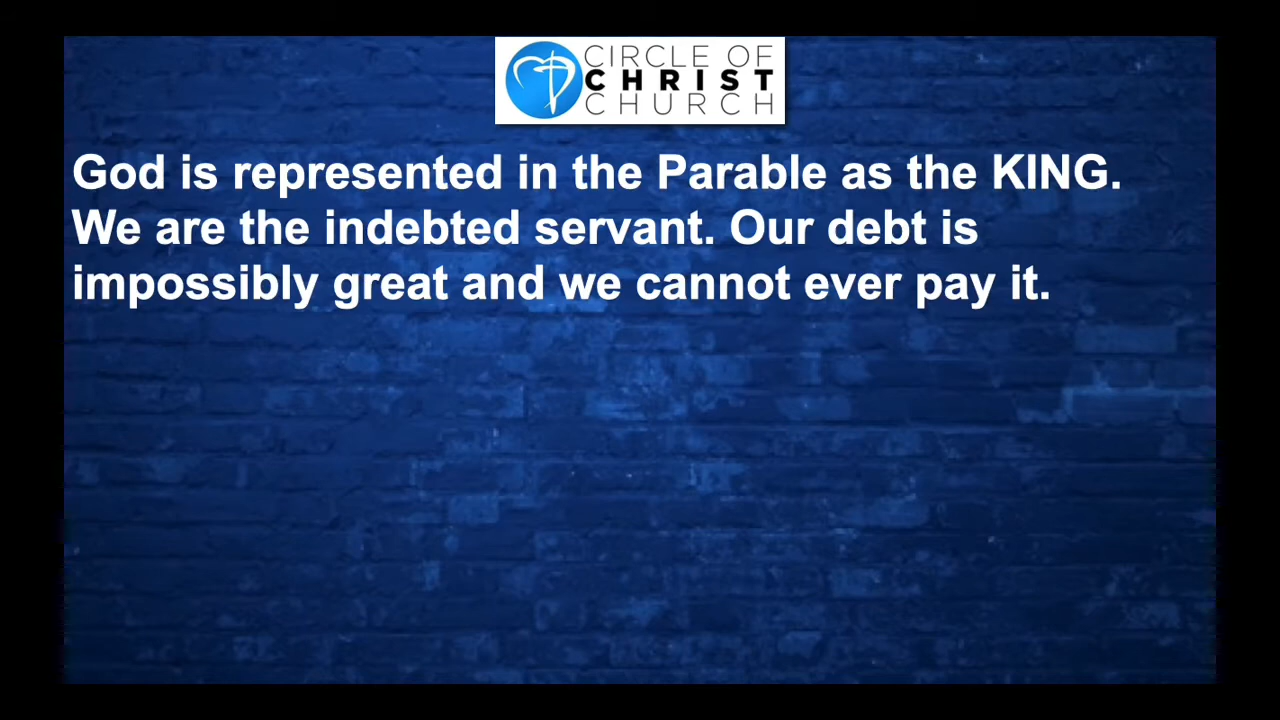 CIRCLE OF
CHRIST
CHURCH
God is represented in the Parable as the KING.
We are the indebted servant. Our debt is
impossibly great and we cannot ever pay it.